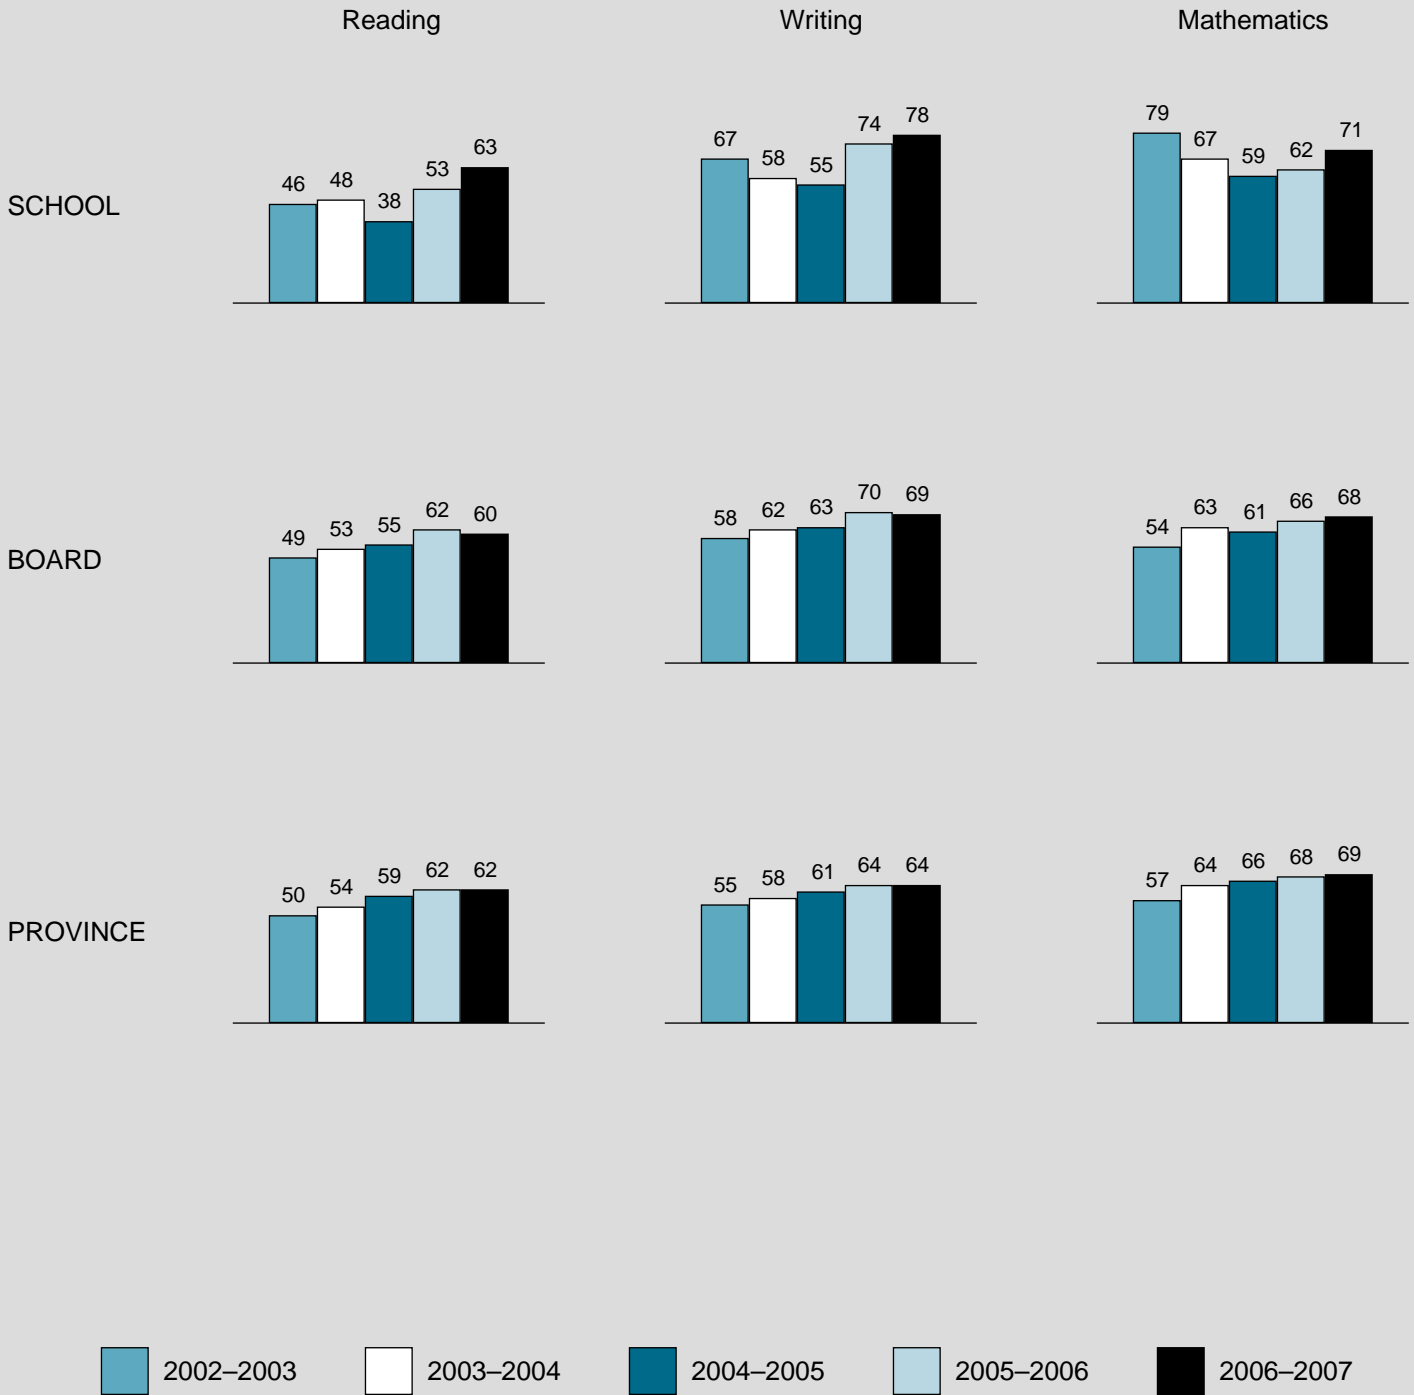 Reading Writing Mathematics
SCHOOL
46 48 38 53 63
67 58 55 74 78
79 67 59 62 71
BOARD
49 53 55 62 60
58 62 63 70 69
54 63 61 66 68
PROVINCE
50 54 59 62 62
55 58 61 64 64
57 64 66 68 69
2002–2003 2003–2004 2004–2005 2005–2006 2006–2007